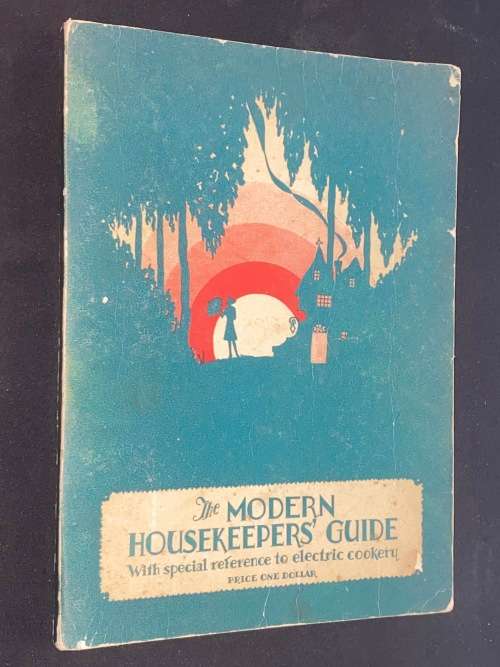 The MODERN
HOUSEKEEPERS' GUIDE
With special reference to electric cookery
PRICE ONE DOLLAR